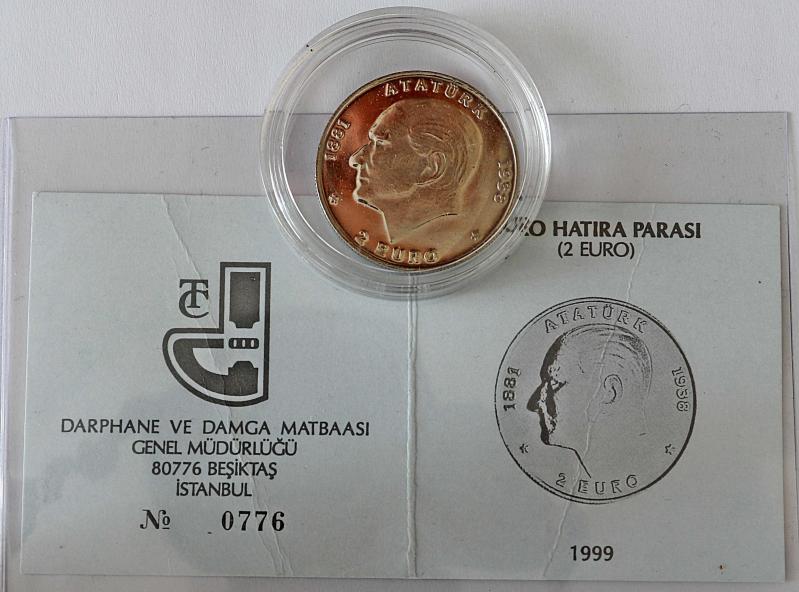 ATATÜRK
1881
1938
2 EURO
TC
DARPHANE VE DAMGA MATBAASI
GENEL MÜDÜRLÜĞÜ
80776 BEŞİKTAŞ
İSTANBUL
№ 0776
HATIRA PARASI
(2 EURO)
ATATÜRK
1881
1938
2 EURO
1999